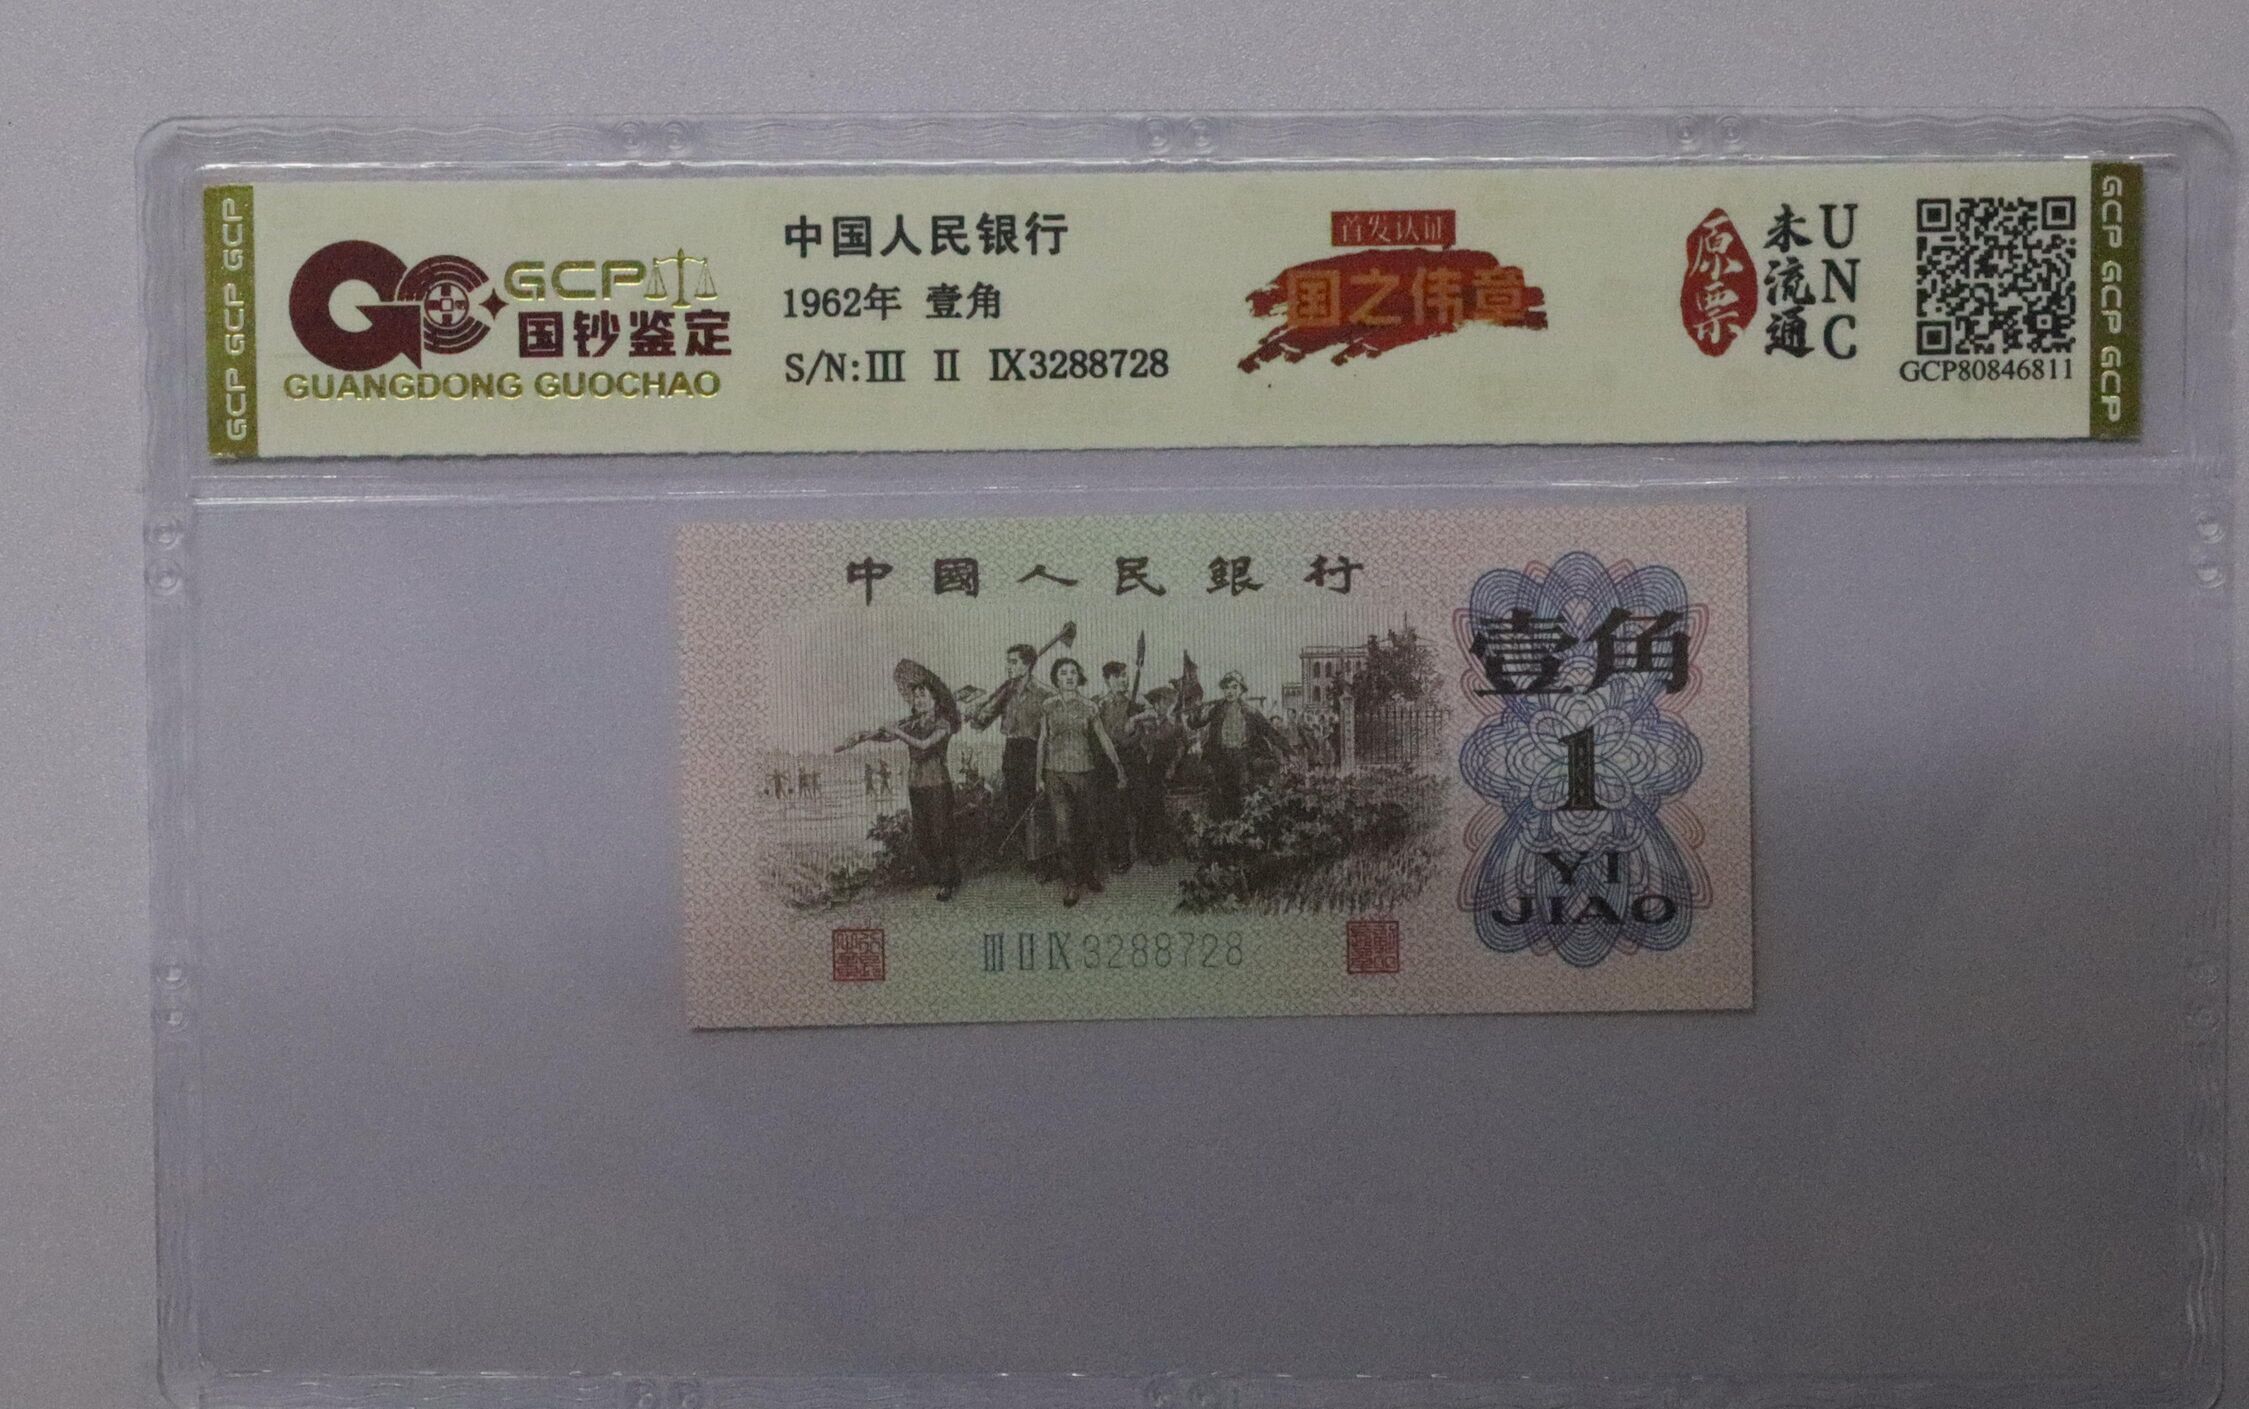 GCP GCP GCP
GCP
国钞鉴定
GUANGDONG GUOCHAO
中国人民银行
1962年 壹角
S/N:Ⅲ Ⅱ Ⅸ3288728
首发认证
国之伟章
原票
未流通
UNC
GCP80846811
GCP GCP GCP
中國人民銀行
壹角
1
YI
JIAO
Ⅲ Ⅱ Ⅸ 3288728